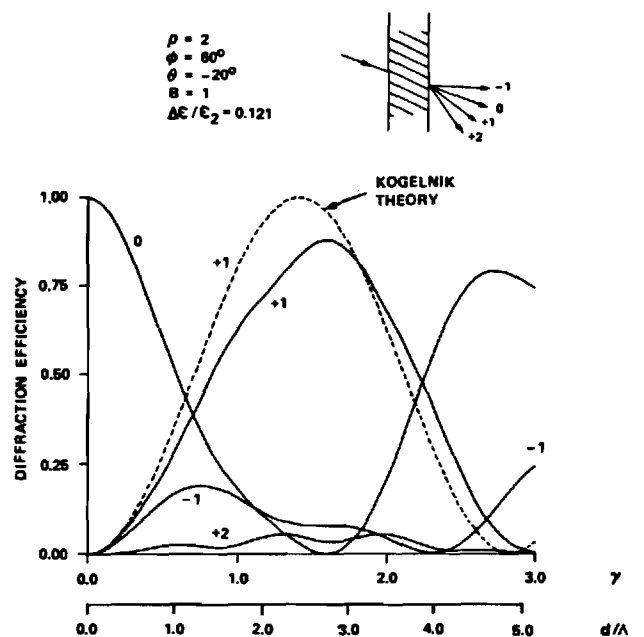 ρ = 2
ϕ = 60°
θ = -20°
B = 1
ΔƐ/Ɛ₂ = 0.121
-1
0
+1
+2
KOGELNIK
THEORY
1.00
0.75
0.50
0.25
0.00
DIFFRACTION EFFICIENCY
0
+1
+1
-1
+2
-1
0.0
1.0
2.0
3.0
γ
0.0
1.0
2.0
3.0
4.0
5.0
d/Λ